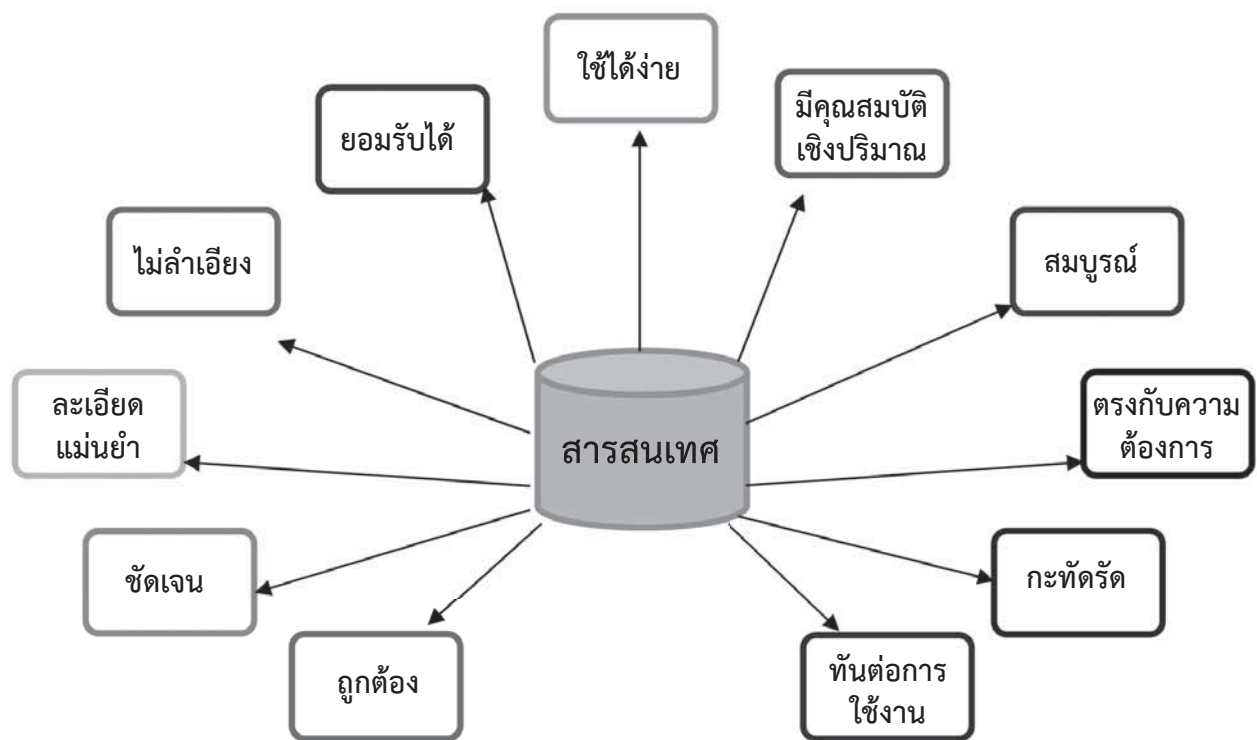 ใช้ได้ง่าย
มีคุณสมบัติ
เชิงปริมาณ
ยอมรับได้
ไม่ลำเอียง
สมบูรณ์
ละเอียด
แม่นยำ
ตรงกับความ
ต้องการ
สารสนเทศ
ชัดเจน
กะทัดรัด
ถูกต้อง
ทันต่อการ
ใช้งาน